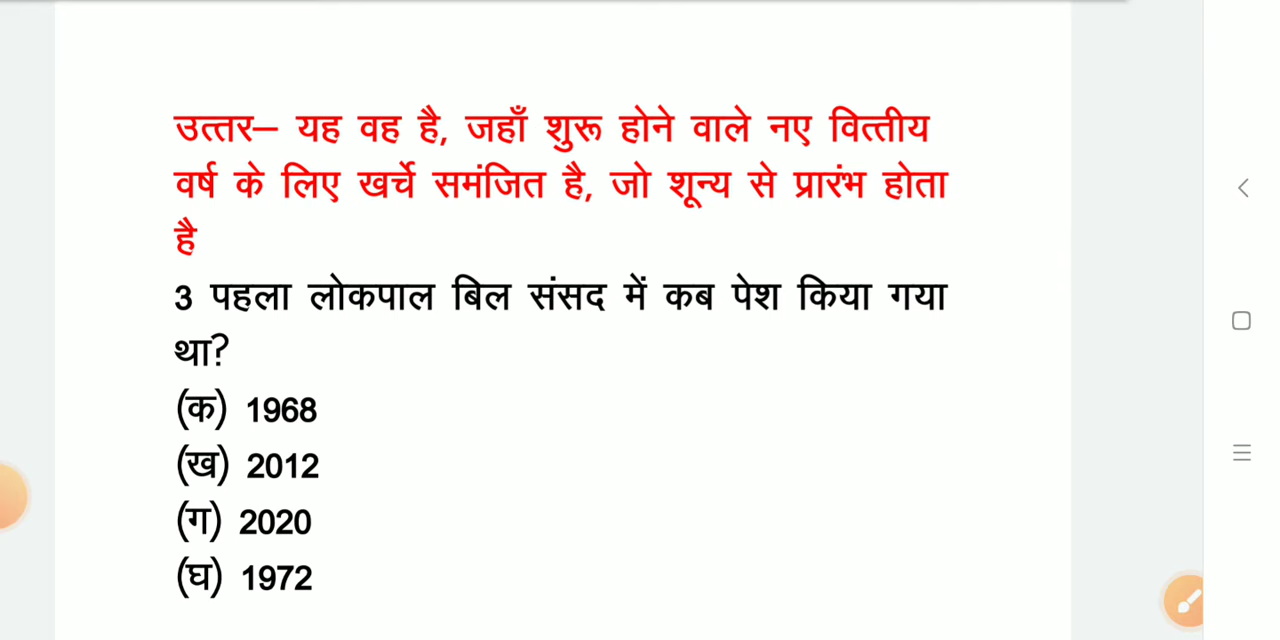 उत्तर– यह वह है, जहाँ शुरू होने वाले नए वित्तीय
वर्ष के लिए खर्चे समंजित है, जो शून्य से प्रारंभ होता
है
3 पहला लोकपाल बिल संसद में कब पेश किया गया
था?
(क) 1968
(ख) 2012
(ग) 2020
(घ) 1972